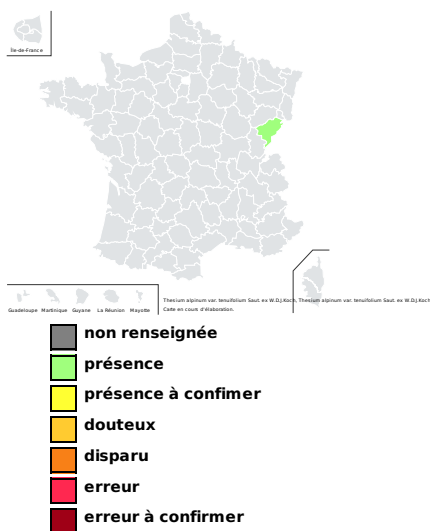 Île-de-France
Guadeloupe Martinique Guyane La Réunion Mayotte
Thesium alpinum var. tenuifolium Saut. ex W.D.J.Koch, Thesium alpinum var. tenuifolium Saut. ex W.D.J.Koch
Carte en cours d'élaboration.
non renseignée
présence
présence à confimer
douteux
disparu
erreur
erreur à confirmer